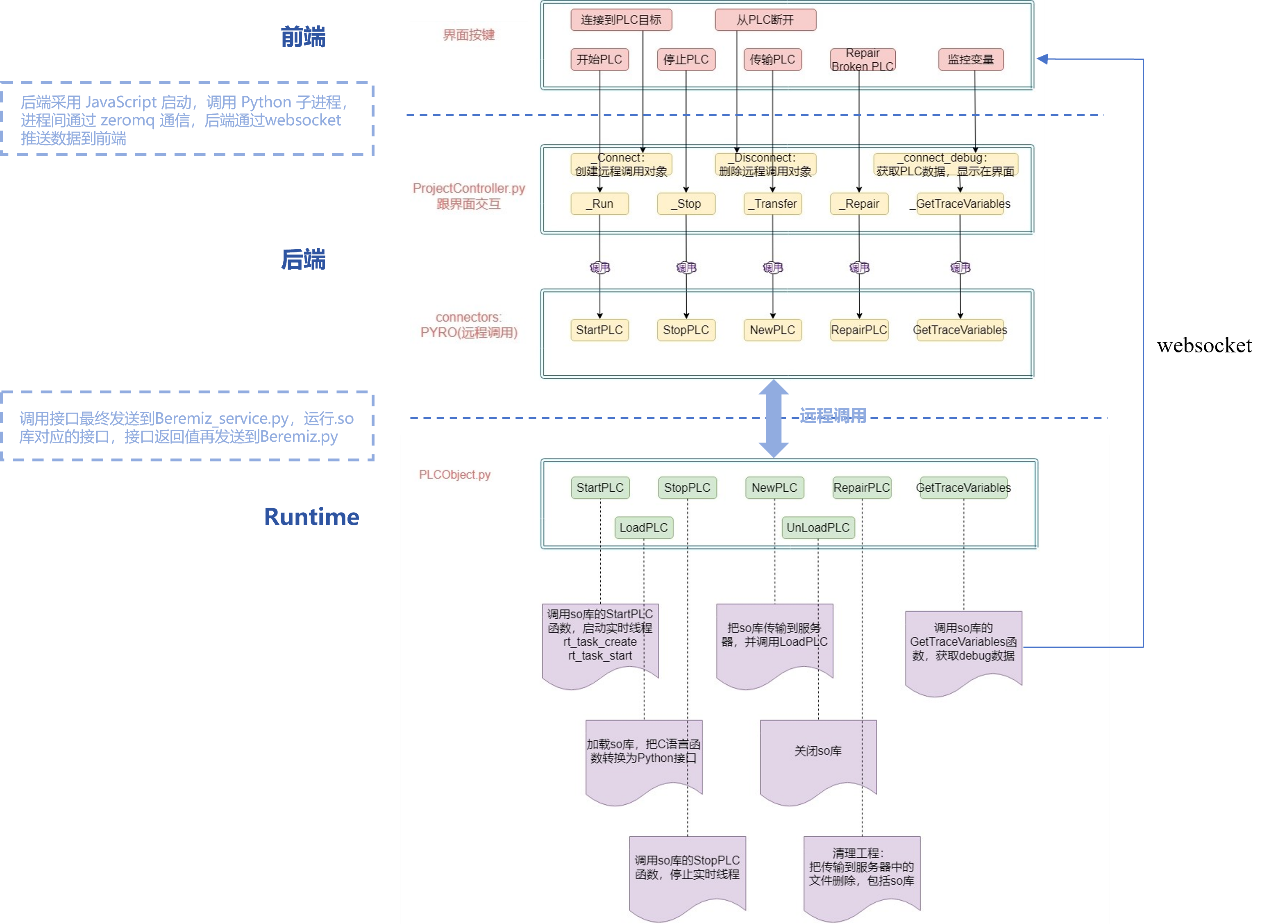 前端
界面按键
连接到PLC目标
从PLC断开
开始PLC
停止PLC
传输PLC
Repair
Broken PLC
监控变量
后端采用 JavaScript 启动，调用 Python 子进程，
进程间通过 zeromq 通信，后端通过websocket
推送数据到前端
ProjectController.py
跟界面交互
_Connect：
创建远程调用对象
_Disconnect：
删除远程调用对象
_connect_debug：
获取PLC数据，显示在界面
_Run
_Stop
_Transfer
_Repair
_GetTraceVariables
后端
调用
调用
调用
调用
调用
connectors:
PYRO(远程调用)
StartPLC
StopPLC
NewPLC
RepairPLC
GetTraceVariables
websocket
调用接口最终发送到Beremiz_service.py，运行.so
库对应的接口，接口返回值再发送到Beremiz.py
远程调用
PLCObject.py
StartPLC
StopPLC
NewPLC
RepairPLC
GetTraceVariables
Runtime
LoadPLC
UnLoadPLC
调用so库的StartPLC
函数，启动实时线程
rt_task_create
rt_task_start
把so库传输到服务
器，并调用LoadPLC
调用so库的
GetTraceVariables函
数，获取debug数据
加载so库，把C语言函
数转换为Python接口
关闭so库
调用so库的StopPLC
函数，停止实时线程
清理工程：
把传输到服务器中的
文件删除，包括so库